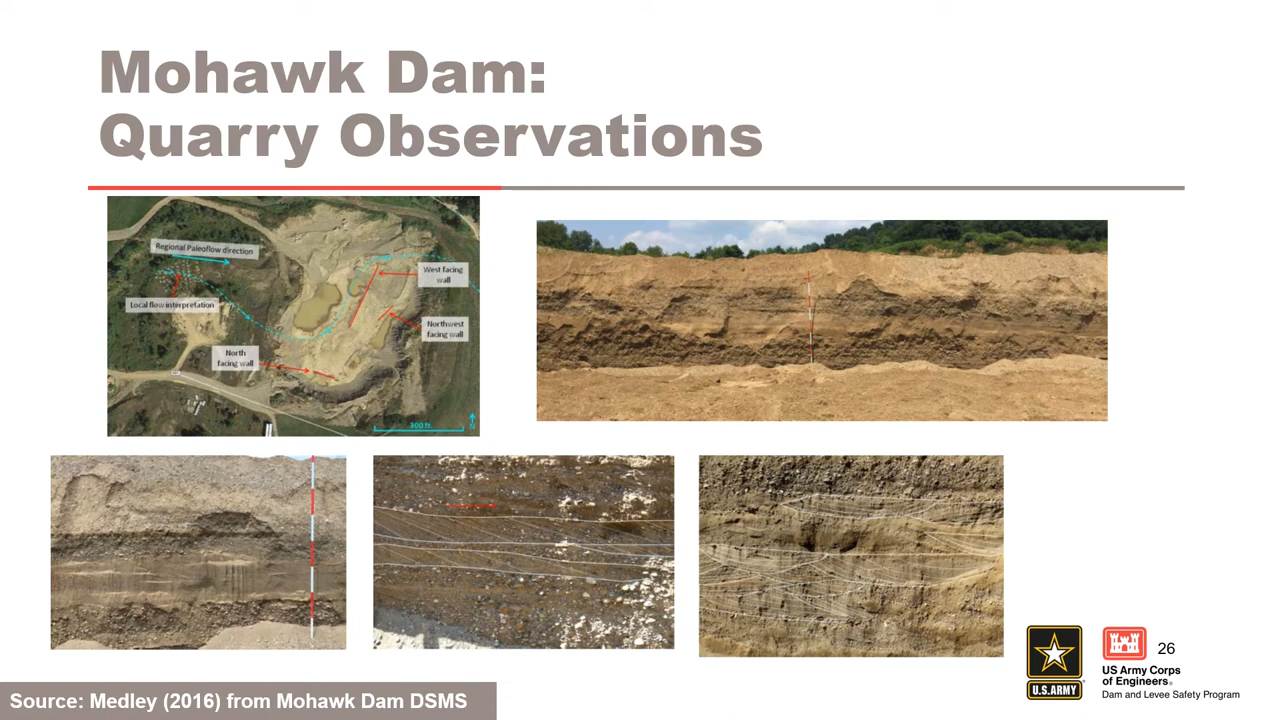 Mohawk Dam:
Quarry Observations
Regional Paleoflow direction
West facing
wall
Local flow interpretation
Northwest
facing wall
North
facing wall
300 ft.
N
26
U.S. ARMY
US Army Corps
of Engineers®
Dam and Levee Safety Program
Source: Medley (2016) from Mohawk Dam DSMS